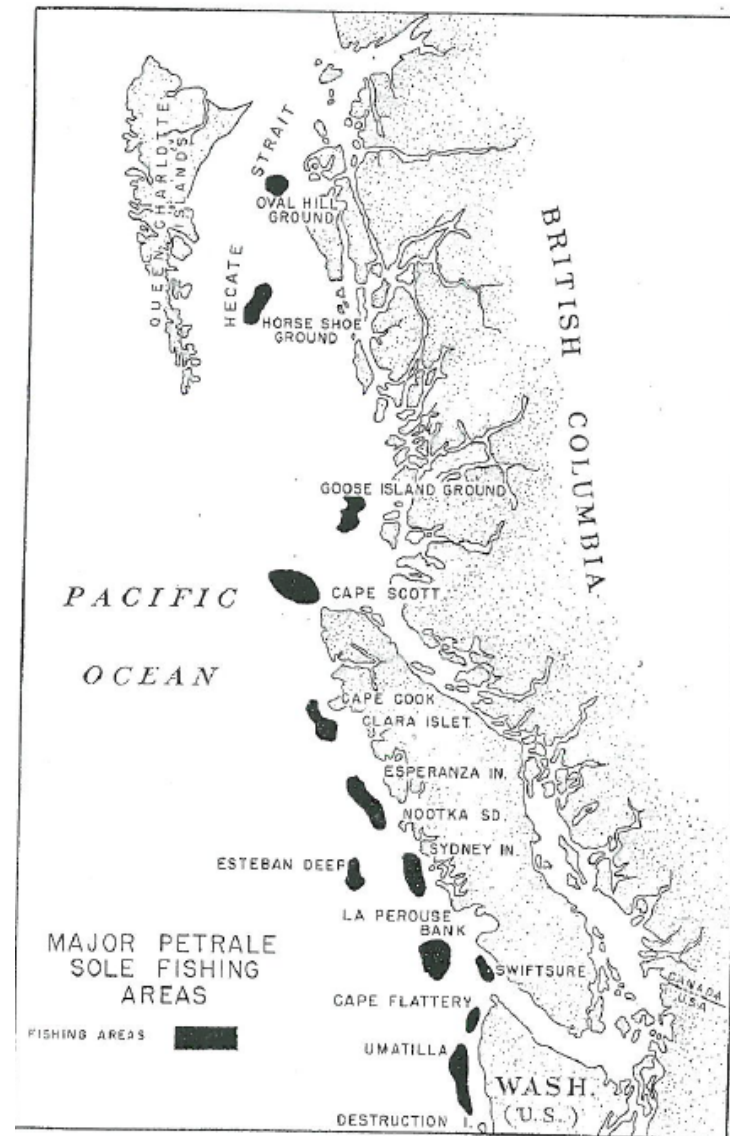 QUEEN CHARLOTTE
ISLANDS
HECATE STRAIT
OVAL HILL
GROUND
HORSE SHOE
GROUND
BRITISH COLUMBIA
GOOSE ISLAND GROUND
PACIFIC
OCEAN
CAPE SCOTT
CAPE COOK
CLARA ISLET
ESPERANZA IN.
NOOTKA SD.
SYDNEY IN.
ESTEBAN DEEP
LA PEROUSE
BANK
SWIFTSURE
CAPE FLATTERY
UMATILLA
DESTRUCTION I.
CANADA
U.S.A.
WASH.
(U.S.)
MAJOR PETRALE
SOLE FISHING
AREAS
FISHING AREAS